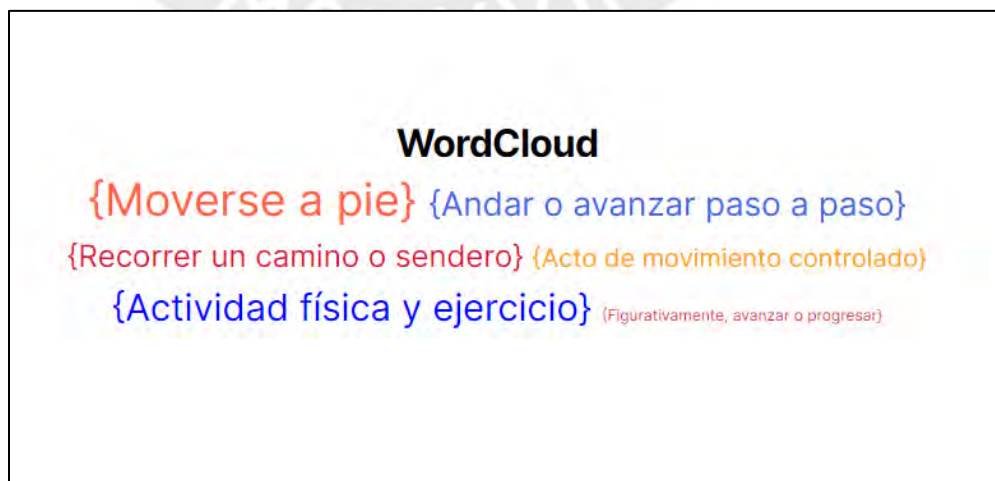 WordCloud
{Moverse a pie} {Andar o avanzar paso a paso}
{Recorrer un camino o sendero} {Acto de movimiento controlado}
{Actividad física y ejercicio} {Figurativamente, avanzar o progresar}